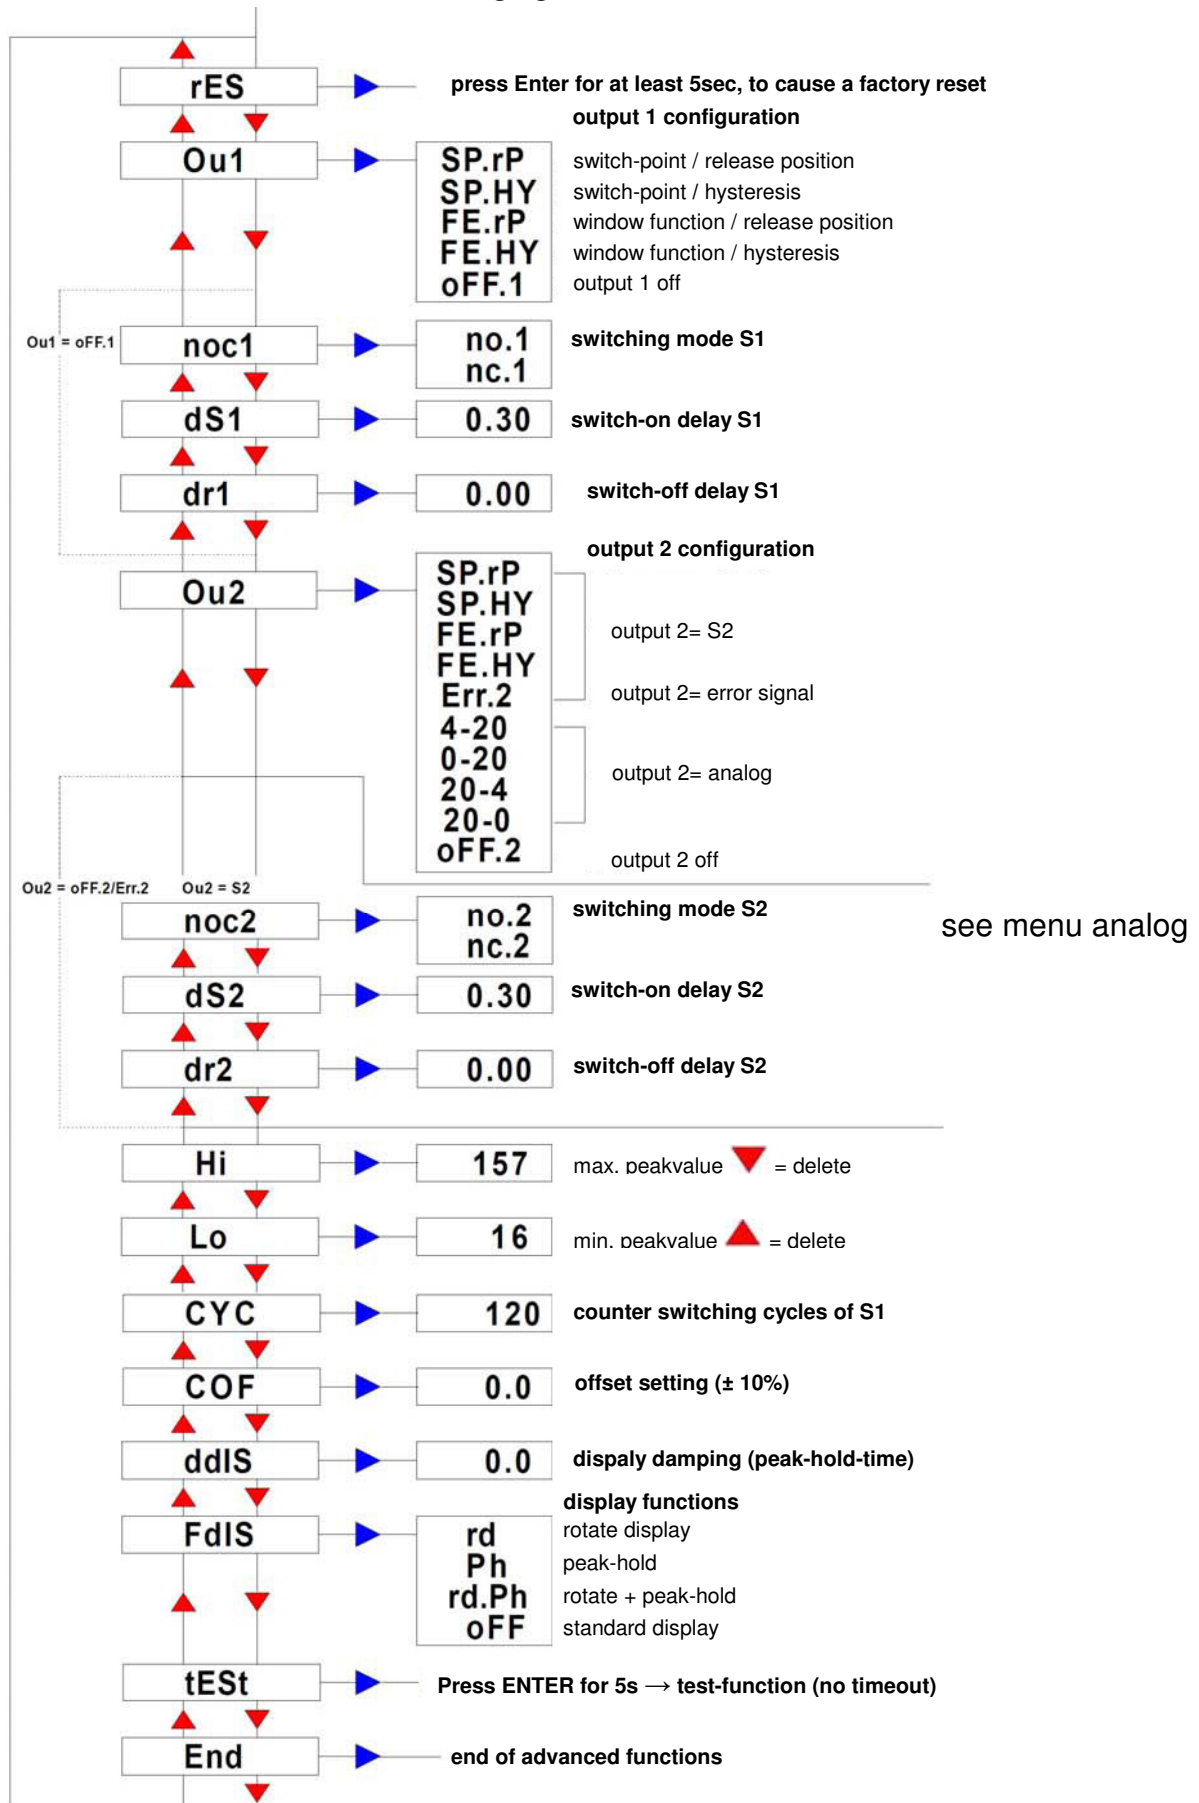 rES press Enter for at least 5sec, to cause a factory reset
output 1 configuration
Ou1 SP.rP switch-point / release position
SP.HY switch-point / hysteresis
FE.rP window function / release position
FE.HY window function / hysteresis
oFF.1 output 1 off
Ou1 = oFF.1
noc1 no.1 switching mode S1
nc.1
dS1 0.30 switch-on delay S1
dr1 0.00 switch-off delay S1
output 2 configuration
Ou2 SP.rP
SP.HY
FE.rP output 2= S2
FE.HY
Err.2 output 2= error signal
4-20
0-20 output 2= analog
20-4
20-0
oFF.2 output 2 off
Ou2 = oFF.2/Err.2 Ou2 = S2
noc2 no.2 switching mode S2
nc.2
see menu analog
dS2 0.30 switch-on delay S2
dr2 0.00 switch-off delay S2
Hi 157 max. peakvalue = delete
Lo 16 min. peakvalue = delete
CYC 120 counter switching cycles of S1
COF 0.0 offset setting (± 10%)
ddIS 0.0 dispaly damping (peak-hold-time)
display functions
FdIS rd rotate display
Ph peak-hold
rd.Ph rotate + peak-hold
oFF standard display
tESt Press ENTER for 5s → test-function (no timeout)
End end of advanced functions